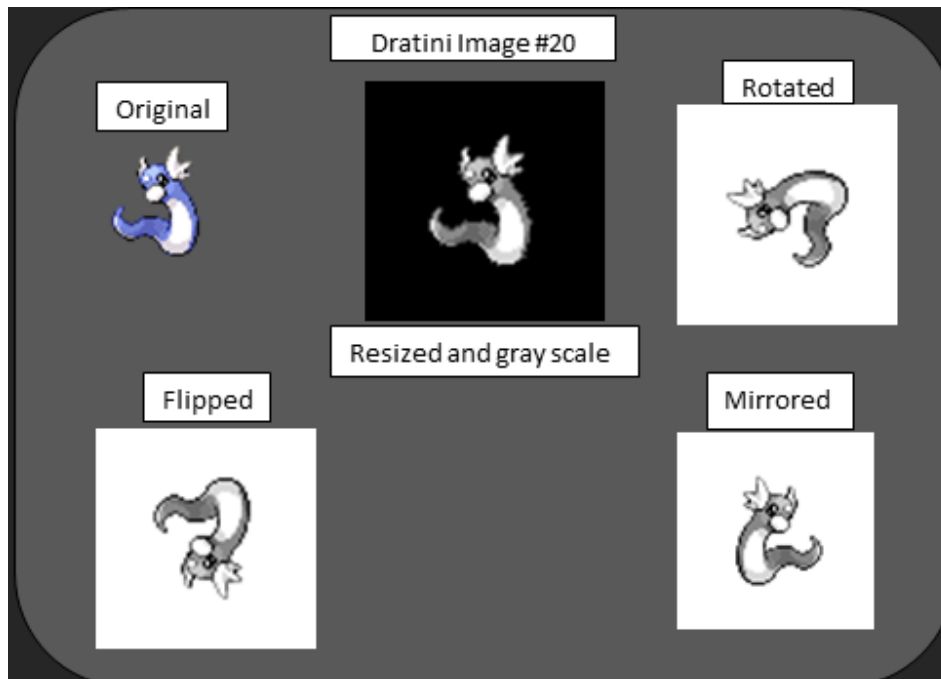 Dratini Image #20
Original
Rotated
Resized and gray scale
Flipped
Mirrored